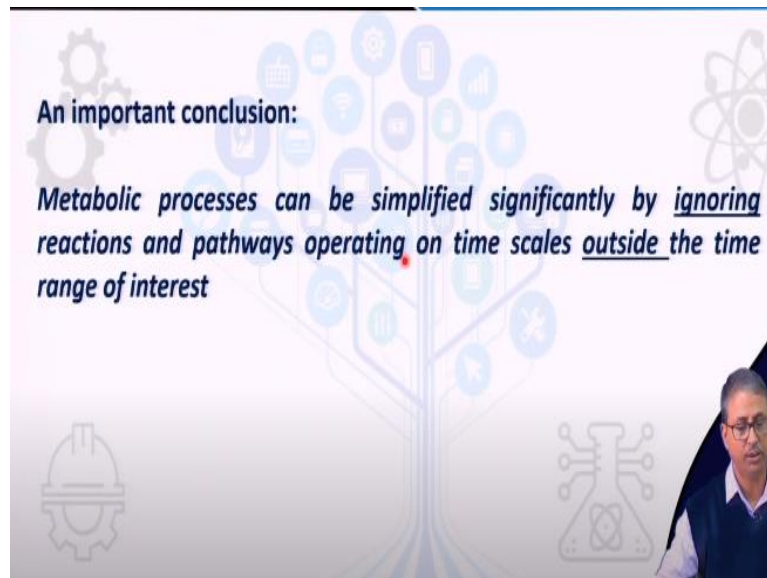 An important conclusion:
Metabolic processes can be simplified significantly by ignoring
reactions and pathways operating on time scales outside the time
range of interest